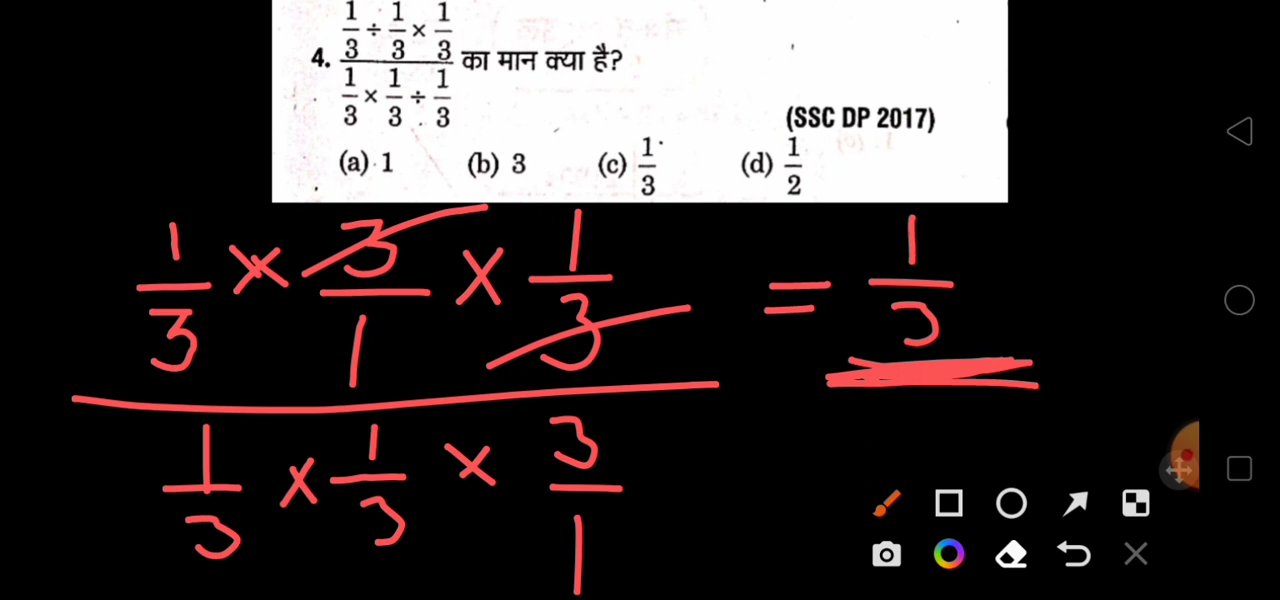 1/3 ÷ 1/3 × 1/3
4. का मान क्या है?
1/3 × 1/3 ÷ 1/3
(SSC DP 2017)
(a) 1 (b) 3 (c) 1/3 (d) 1/2
1/3 × 3/1 × 1/3 = 1/3
1/3 × 1/3 × 3/1